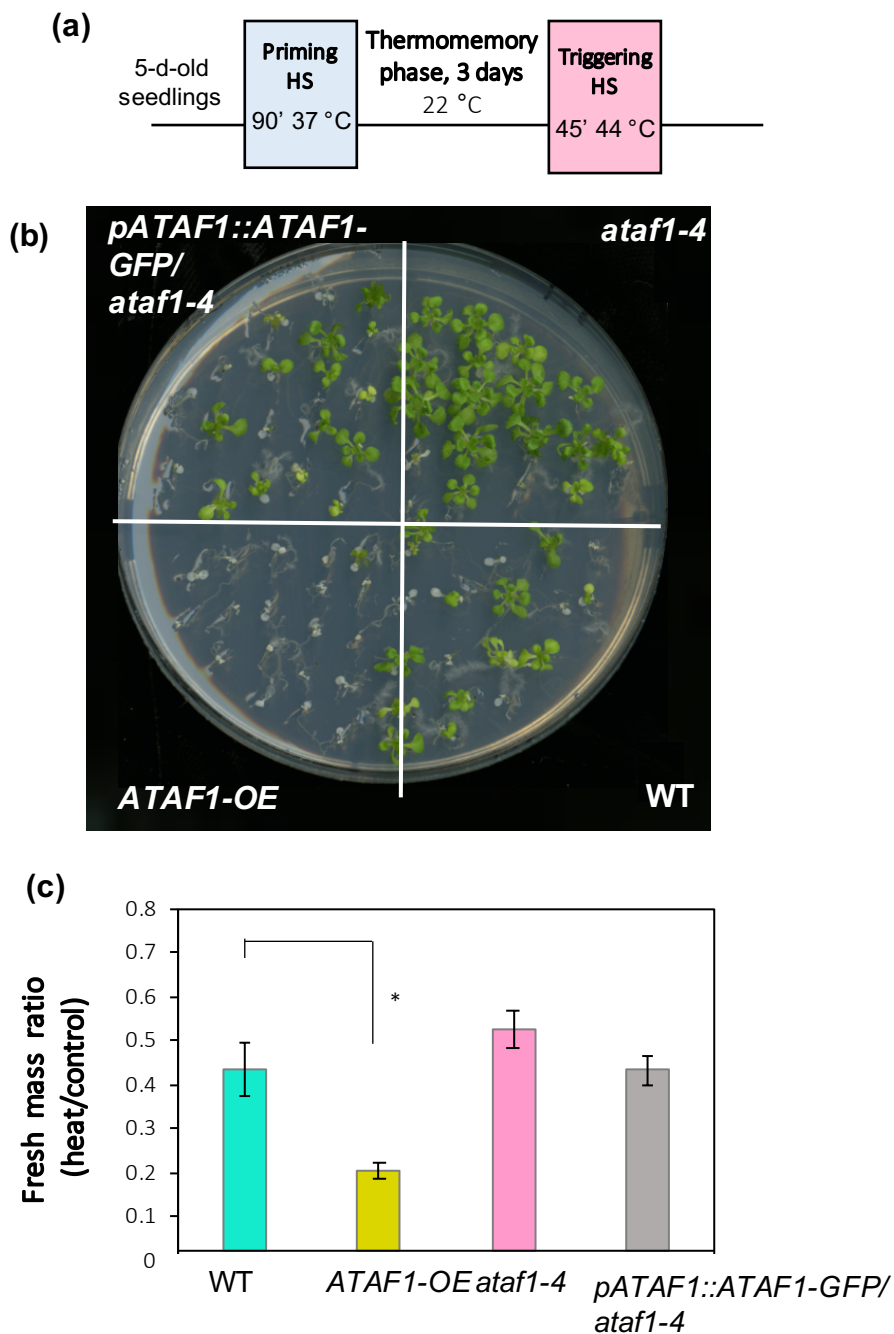 (a)
5-d-old
seedlings
Priming
HS
90’ 37 °C
Thermomemory
phase, 3 days
22 °C
Triggering
HS
45’ 44 °C
(b)
pATAF1::ATAF1-
GFP/
ataf1-4
ataf1-4
ATAF1-OE
WT
(c)
Fresh mass ratio
(heat/control)
0.8
0.7
0.6
0.5
0.4
0.3
0.2
0.1
0
*
WT
ATAF1-OE
ataf1-4
pATAF1::ATAF1-GFP/
ataf1-4